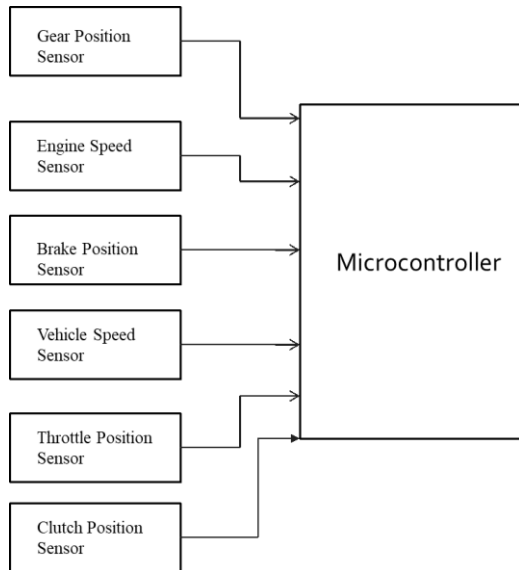 Gear Position
Sensor
Engine Speed
Sensor
Brake Position
Sensor
Vehicle Speed
Sensor
Throttle Position
Sensor
Clutch Position
Sensor
Microcontroller